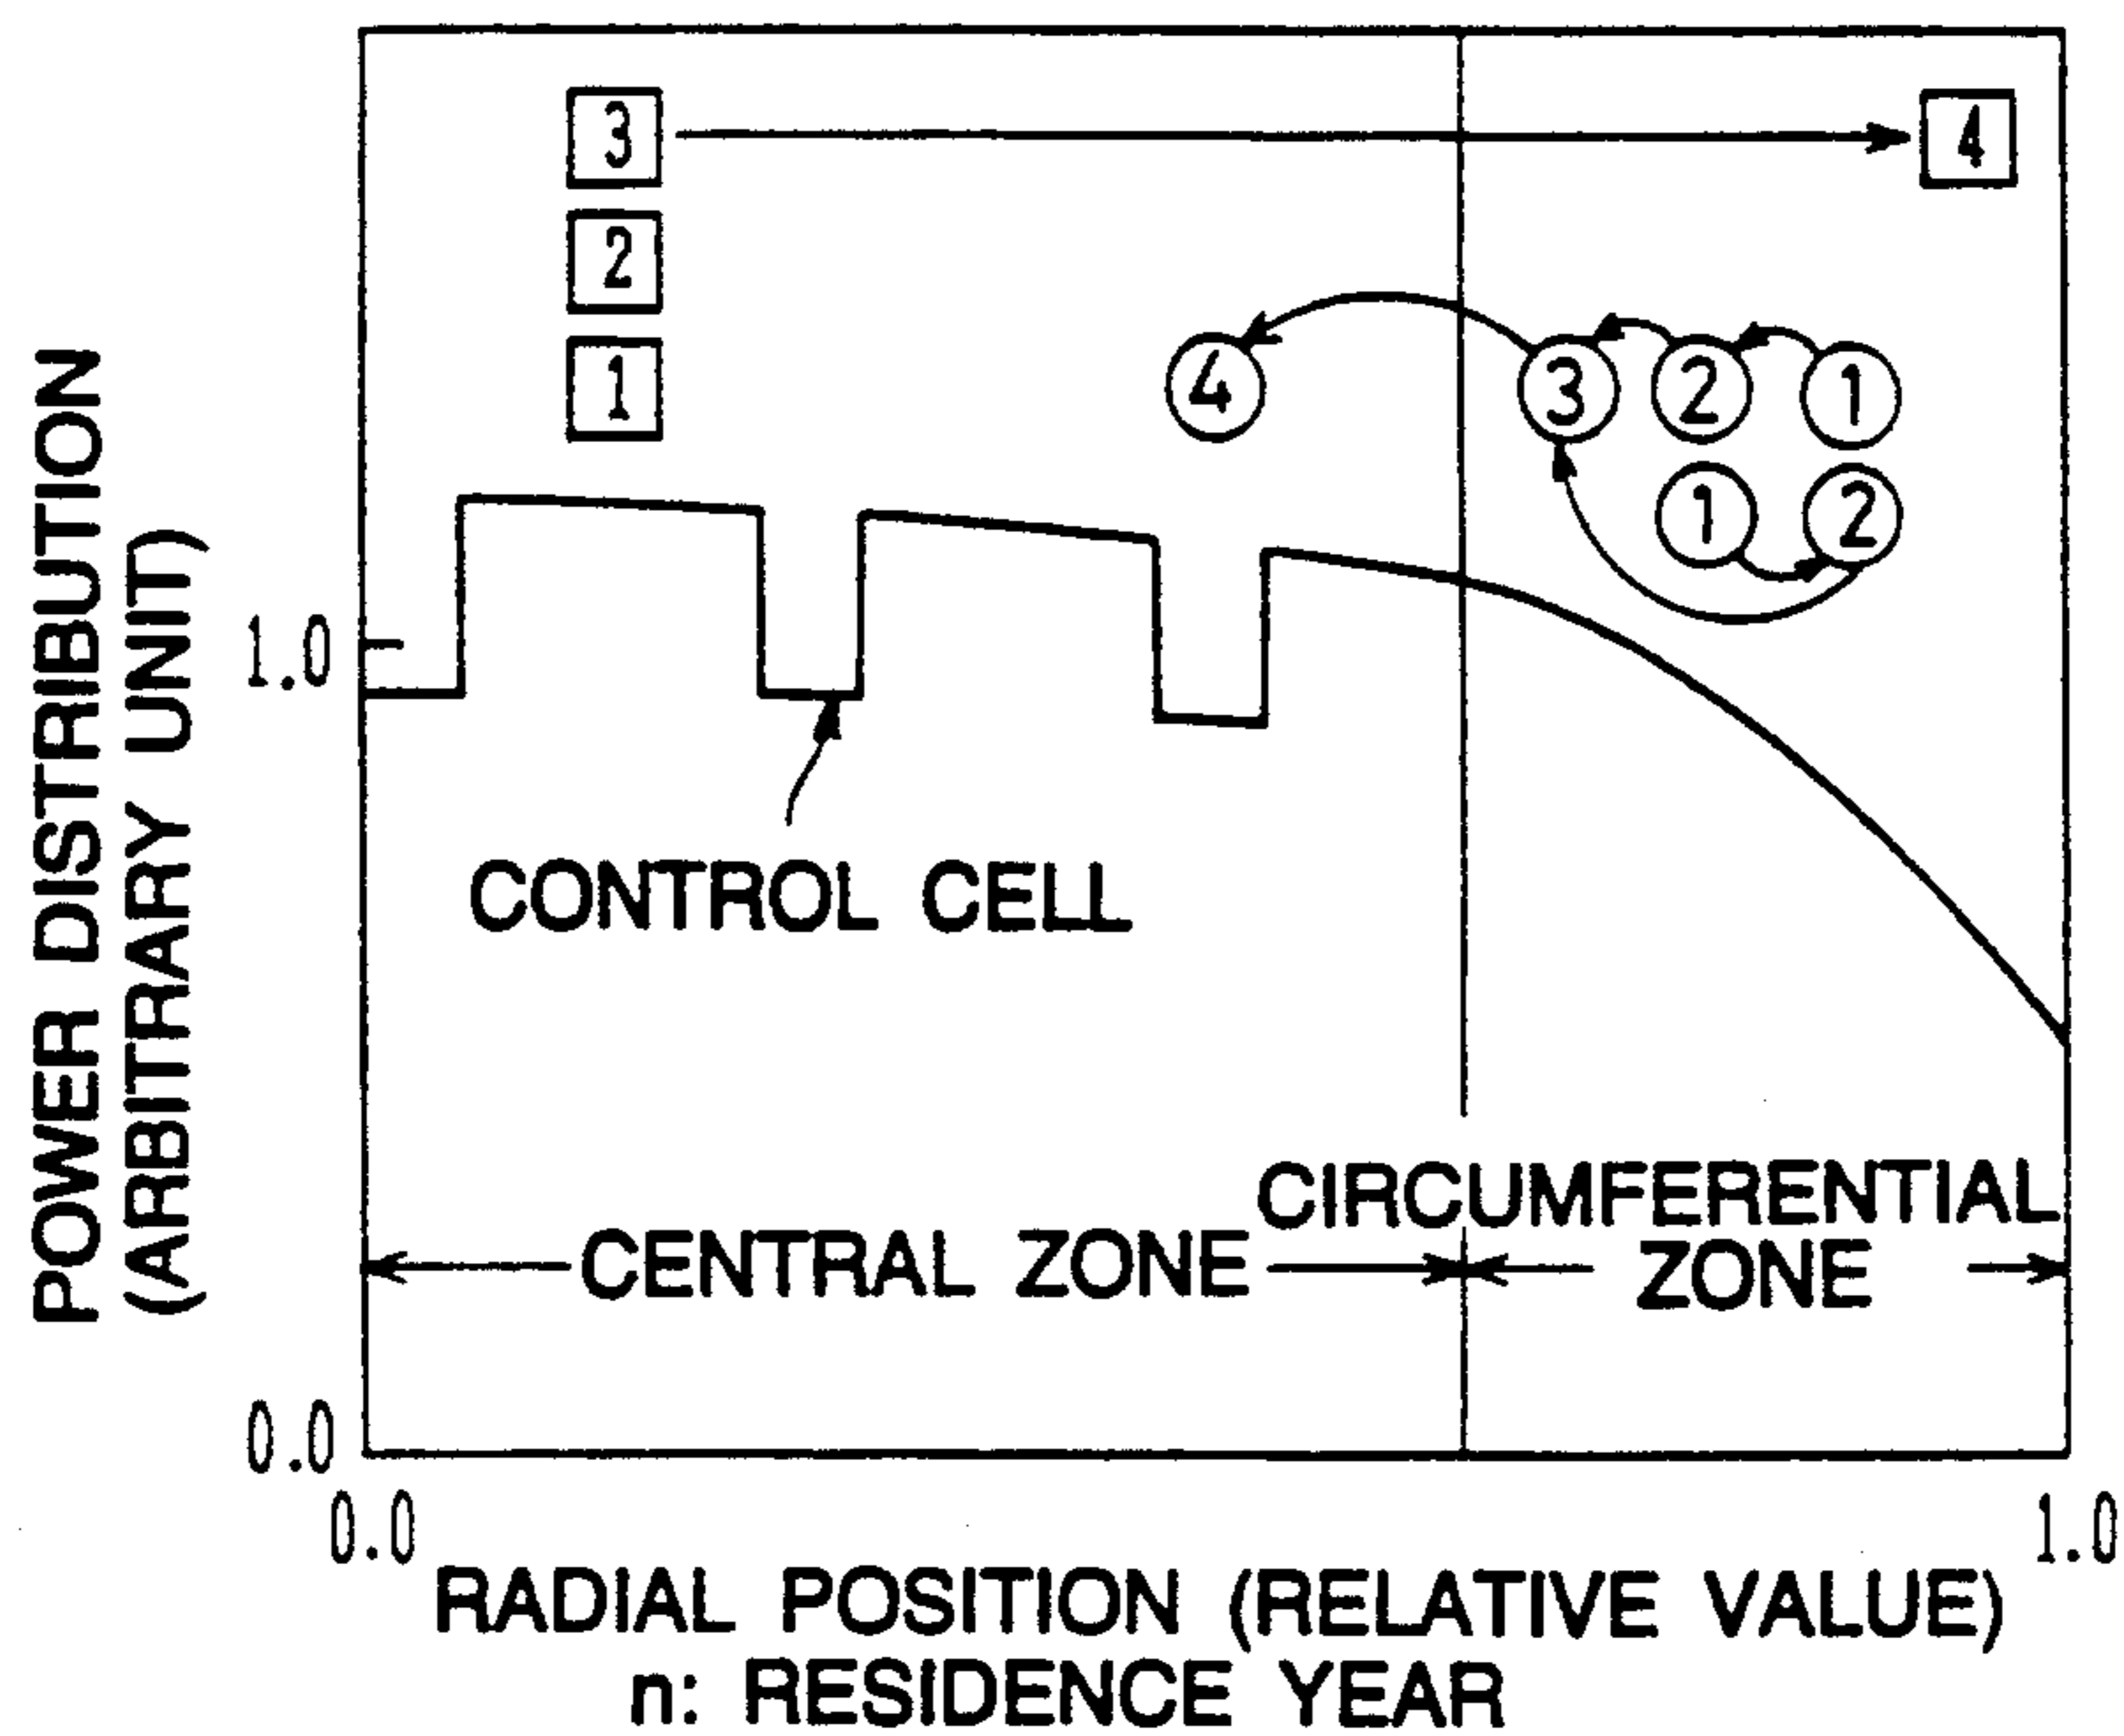 POWER DISTRIBUTION
(ARBITRARY UNIT)
3
4
2
1
4
3
2
1
1
2
1.0
CONTROL CELL
CIRCUMFERENTIAL
CENTRAL ZONE
ZONE
0.0
0.0
1.0
RADIAL POSITION (RELATIVE VALUE)
n: RESIDENCE YEAR